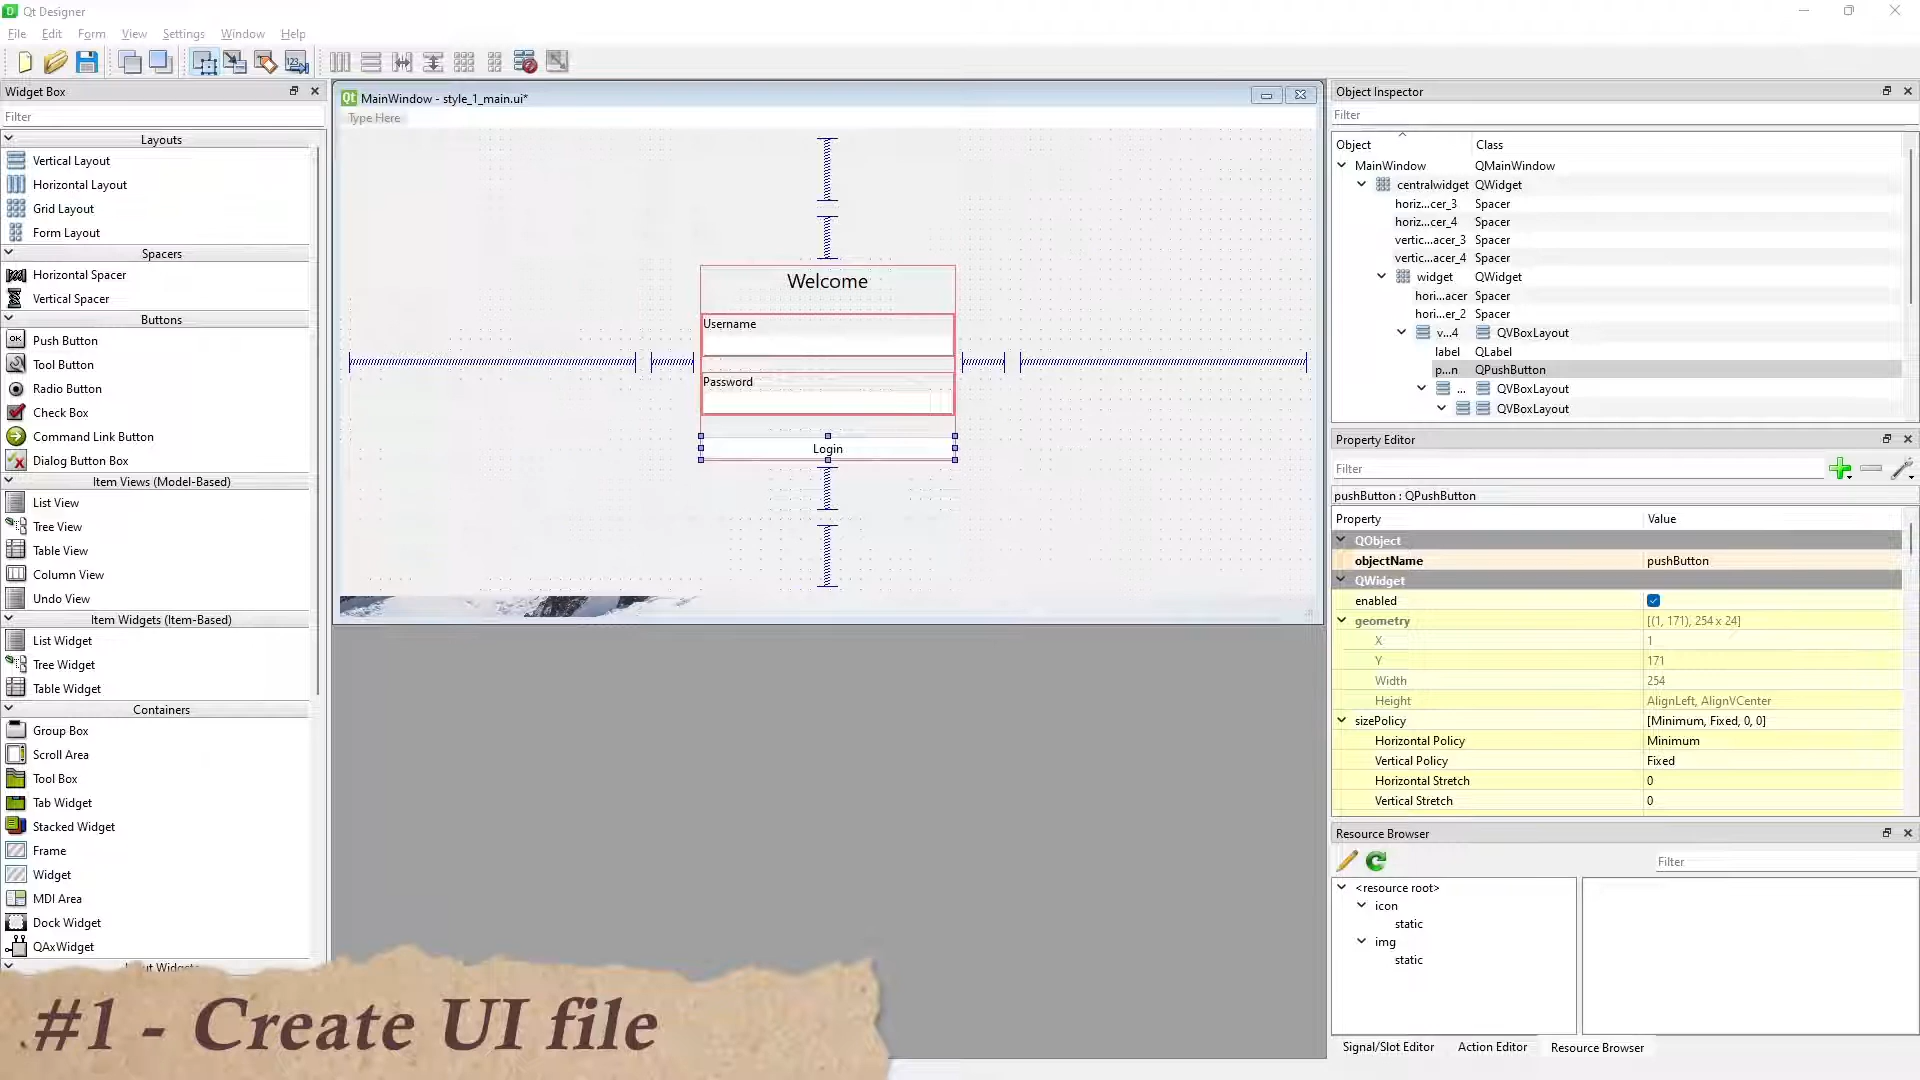 Qt Designer
File Edit Form View Settings Window Help
Widget Box
Filter
Layouts
Vertical Layout
Horizontal Layout
Grid Layout
Form Layout
Spacers
Horizontal Spacer
Vertical Spacer
Buttons
Push Button
Tool Button
Radio Button
Check Box
Command Link Button
Dialog Button Box
Item Views (Model-Based)
List View
Tree View
Table View
Column View
Undo View
Item Widgets (Item-Based)
List Widget
Tree Widget
Table Widget
Containers
Group Box
Scroll Area
Tool Box
Tab Widget
Stacked Widget
Frame
Widget
MDI Area
Dock Widget
QAxWidget
MainWindow - style_1_main.ui*
Type Here
Welcome
Username
Password
Login
Object Inspector
Filter
Object Class
MainWindow QMainWindow
centralwidget QWidget
horiz...cer_3 Spacer
horiz...cer_4 Spacer
vertic...acer_3 Spacer
vertic...acer_4 Spacer
widget QWidget
hori...acer Spacer
hori...er_2 Spacer
v...4 QVBoxLayout
label QLabel
p...n QPushButton
... QVBoxLayout
QVBoxLayout
Property Editor
Filter
pushButton : QPushButton
Property Value
QObject
objectName pushButton
QWidget
enabled
geometry [(1, 171), 254 x 24]
X 1
Y 171
Width 254
Height AlignLeft, AlignVCenter
sizePolicy [Minimum, Fixed, 0, 0]
Horizontal Policy Minimum
Vertical Policy Fixed
Horizontal Stretch 0
Vertical Stretch 0
Resource Browser
Filter
<resource root>
icon
static
img
static
Signal/Slot Editor Action Editor Resource Browser
#1 - Create UI file